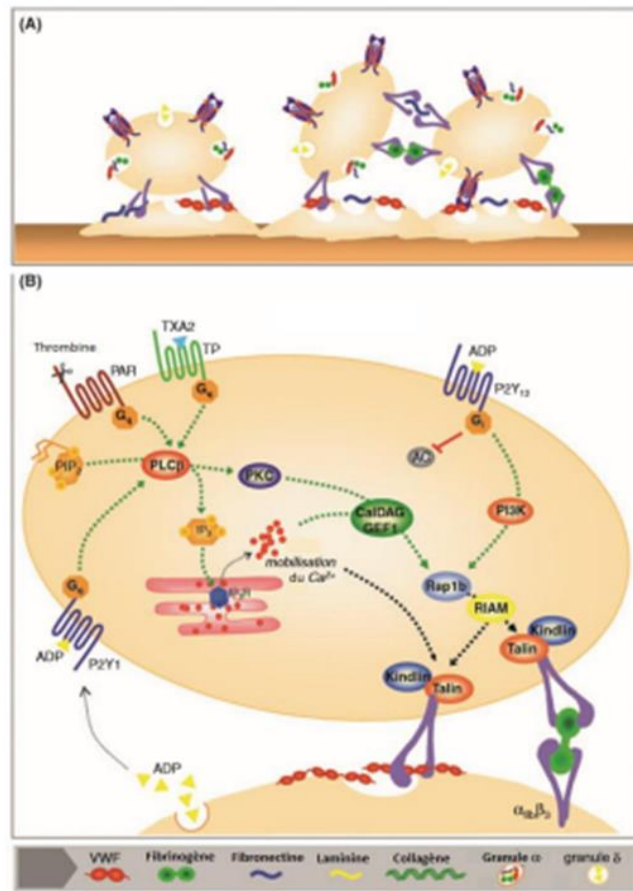 (A)
(B)
TXA2
TP
Thrombine
PAR
ADP
P2Y₁₂
Gq
Gq
Gi
AC
PIP₂
PLCβ
PKC
CalDAG
GEF1
PI3K
IP₃
mobilisation
du Ca²⁺
Rap1b
IP₃R
RIAM
Gq
Kindlin
Talin
Kindlin
Talin
ADP
P2Y1
ADP
αIIbβ3
VWF
Fibrinogène
Fibronectine
Laminine
Collagène
Granule α
granule δ